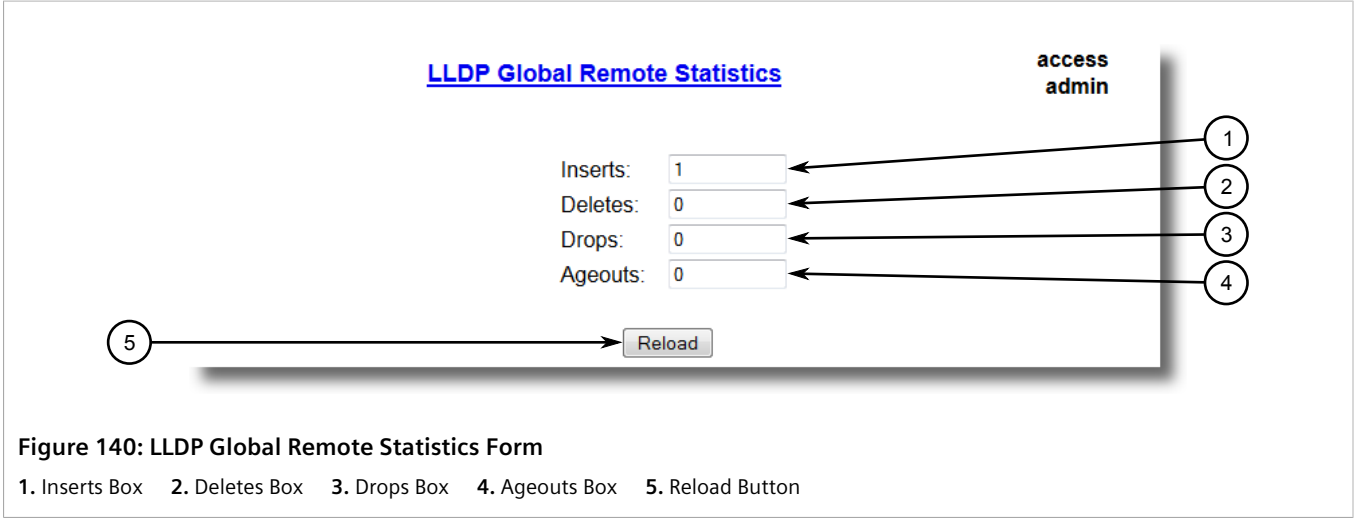 LLDP Global Remote Statistics
access
admin
Inserts: 1
Deletes: 0
Drops: 0
Ageouts: 0
Reload
1
2
3
4
5
Figure 140: LLDP Global Remote Statistics Form
1. Inserts Box 2. Deletes Box 3. Drops Box 4. Ageouts Box 5. Reload Button